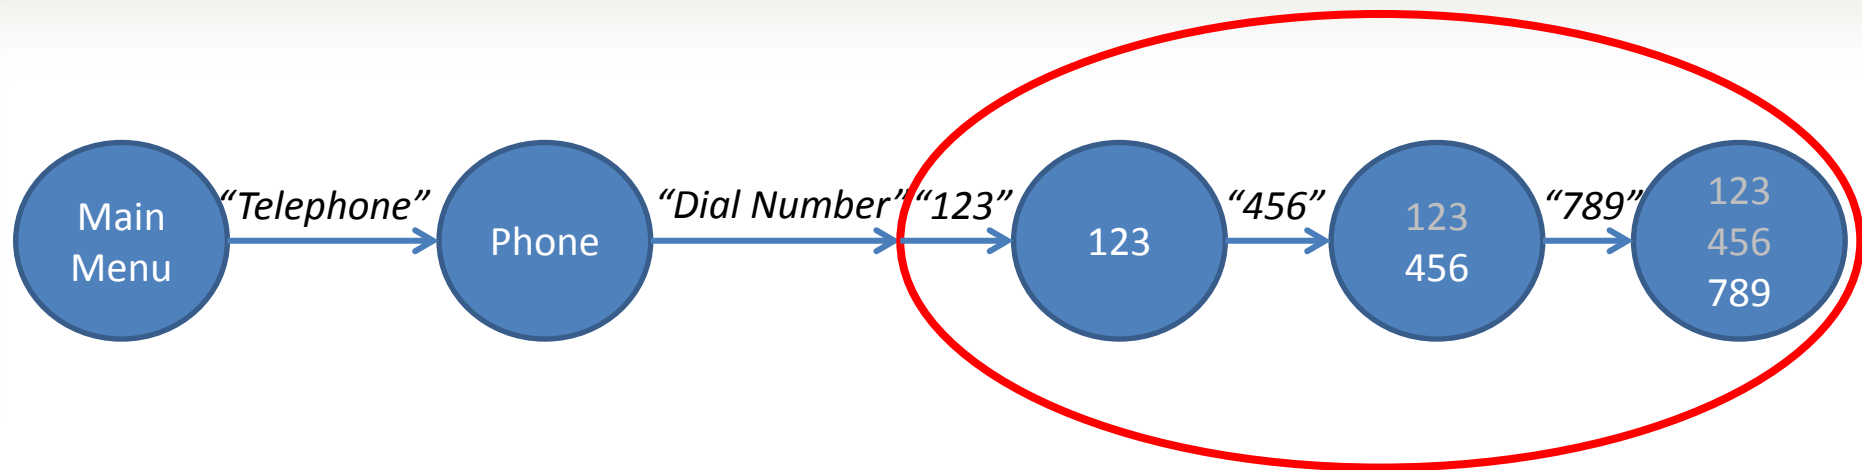 Main
Menu
“Telephone”
Phone
“Dial Number”
“123”
123
“456”
123
456
“789”
123
456
789